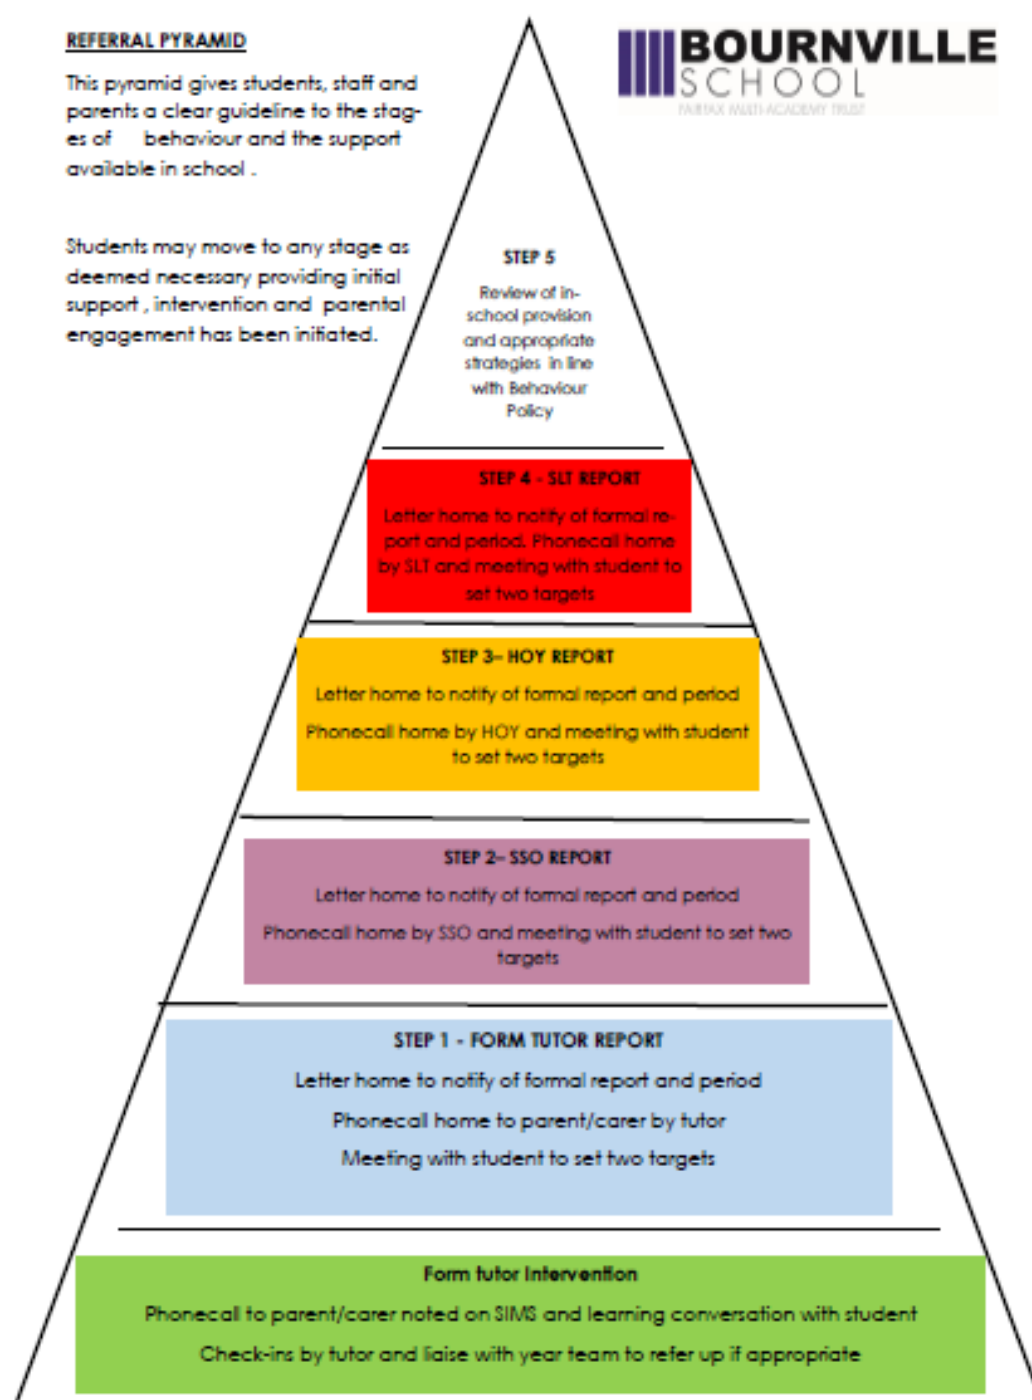 REFERRAL PYRAMID
This pyramid gives students, staff and
parents a clear guideline to the stag-
es of behaviour and the support
available in school .
Students may move to any stage as
deemed necessary providing initial
support , intervention and parental
engagement has been initiated.
BOURNVILLE
SCHOOL
FAIRFAX MULTI-ACADEMY TRUST
STEP 5
Review of in-
school provision
and appropriate
strategies in line
with Behaviour
Policy
STEP 4 - SLT REPORT
Letter home to notify of formal re-
port and period. Phonecall home
by SLT and meeting with student to
set two targets
STEP 3– HOY REPORT
Letter home to notify of formal report and period
Phonecall home by HOY and meeting with student
to set two targets
STEP 2– SSO REPORT
Letter home to notify of formal report and period
Phonecall home by SSO and meeting with student to set two
targets
STEP 1 - FORM TUTOR REPORT
Letter home to notify of formal report and period
Phonecall home to parent/carer by tutor
Meeting with student to set two targets
Form tutor Intervention
Phonecall to parent/carer noted on SIMS and learning conversation with student
Check-ins by tutor and liaise with year team to refer up if appropriate